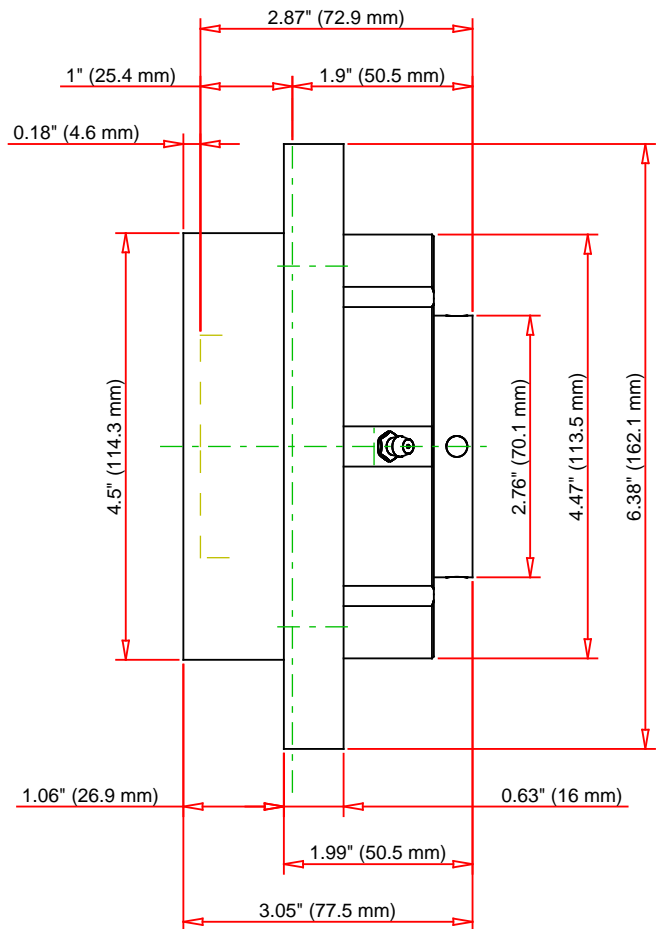 2.87" (72.9 mm)
1" (25.4 mm)
1.9" (50.5 mm)
0.18" (4.6 mm)
4.5" (114.3 mm)
2.76" (70.1 mm)
4.47" (113.5 mm)
6.38" (162.1 mm)
1.06" (26.9 mm)
0.63" (16 mm)
1.99" (50.5 mm)
3.05" (77.5 mm)